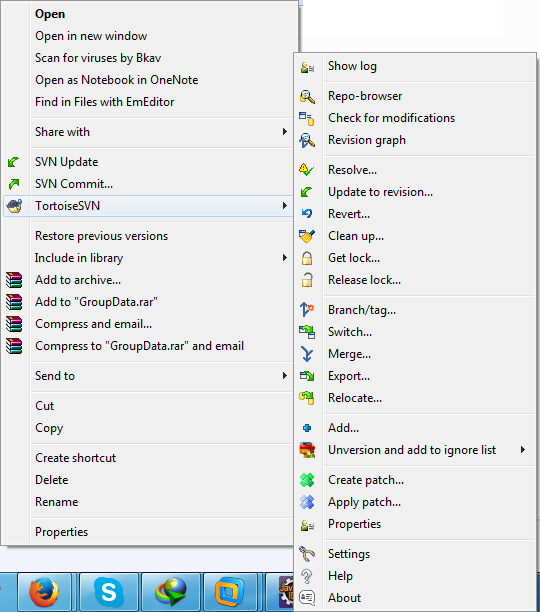 Open
Open in new window
Scan for viruses by Bkav
Open as Notebook in OneNote
Find in Files with EmEditor
Share with
SVN Update
SVN Commit...
TortoiseSVN
Restore previous versions
Include in library
Add to archive...
Add to "GroupData.rar"
Compress and email...
Compress to "GroupData.rar" and email
Send to
Cut
Copy
Create shortcut
Delete
Rename
Properties
Show log
Repo-browser
Check for modifications
Revision graph
Resolve...
Update to revision...
Revert...
Clean up...
Get lock...
Release lock...
Branch/tag...
Switch...
Merge...
Export...
Relocate...
Add...
Unversion and add to ignore list
Create patch...
Apply patch...
Properties
Settings
Help
About